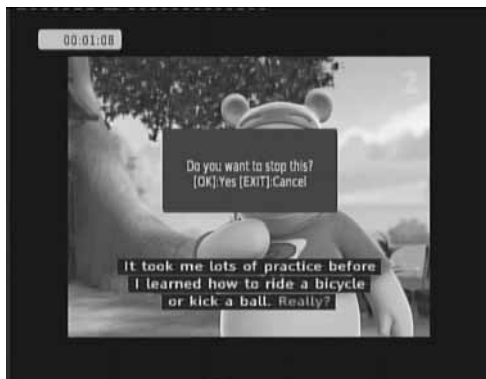 00:01:08
Do you want to stop this?
[OK]:Yes [EXIT]:Cancel
It took me lots of practice before
I learned how to ride a bicycle
or kick a ball. Really?